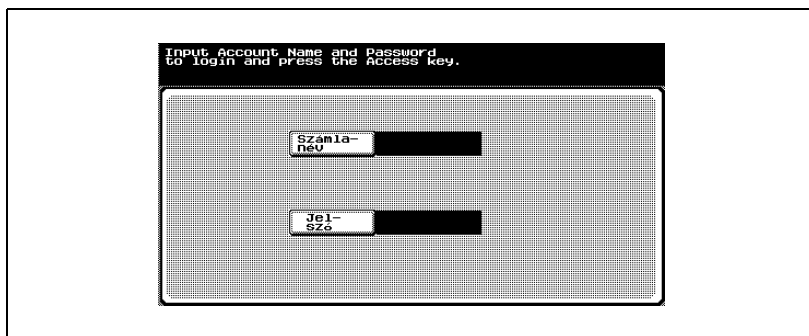 Input Account Name and Password
to login and press the Access key.
Számla-
név
Jel-
szó